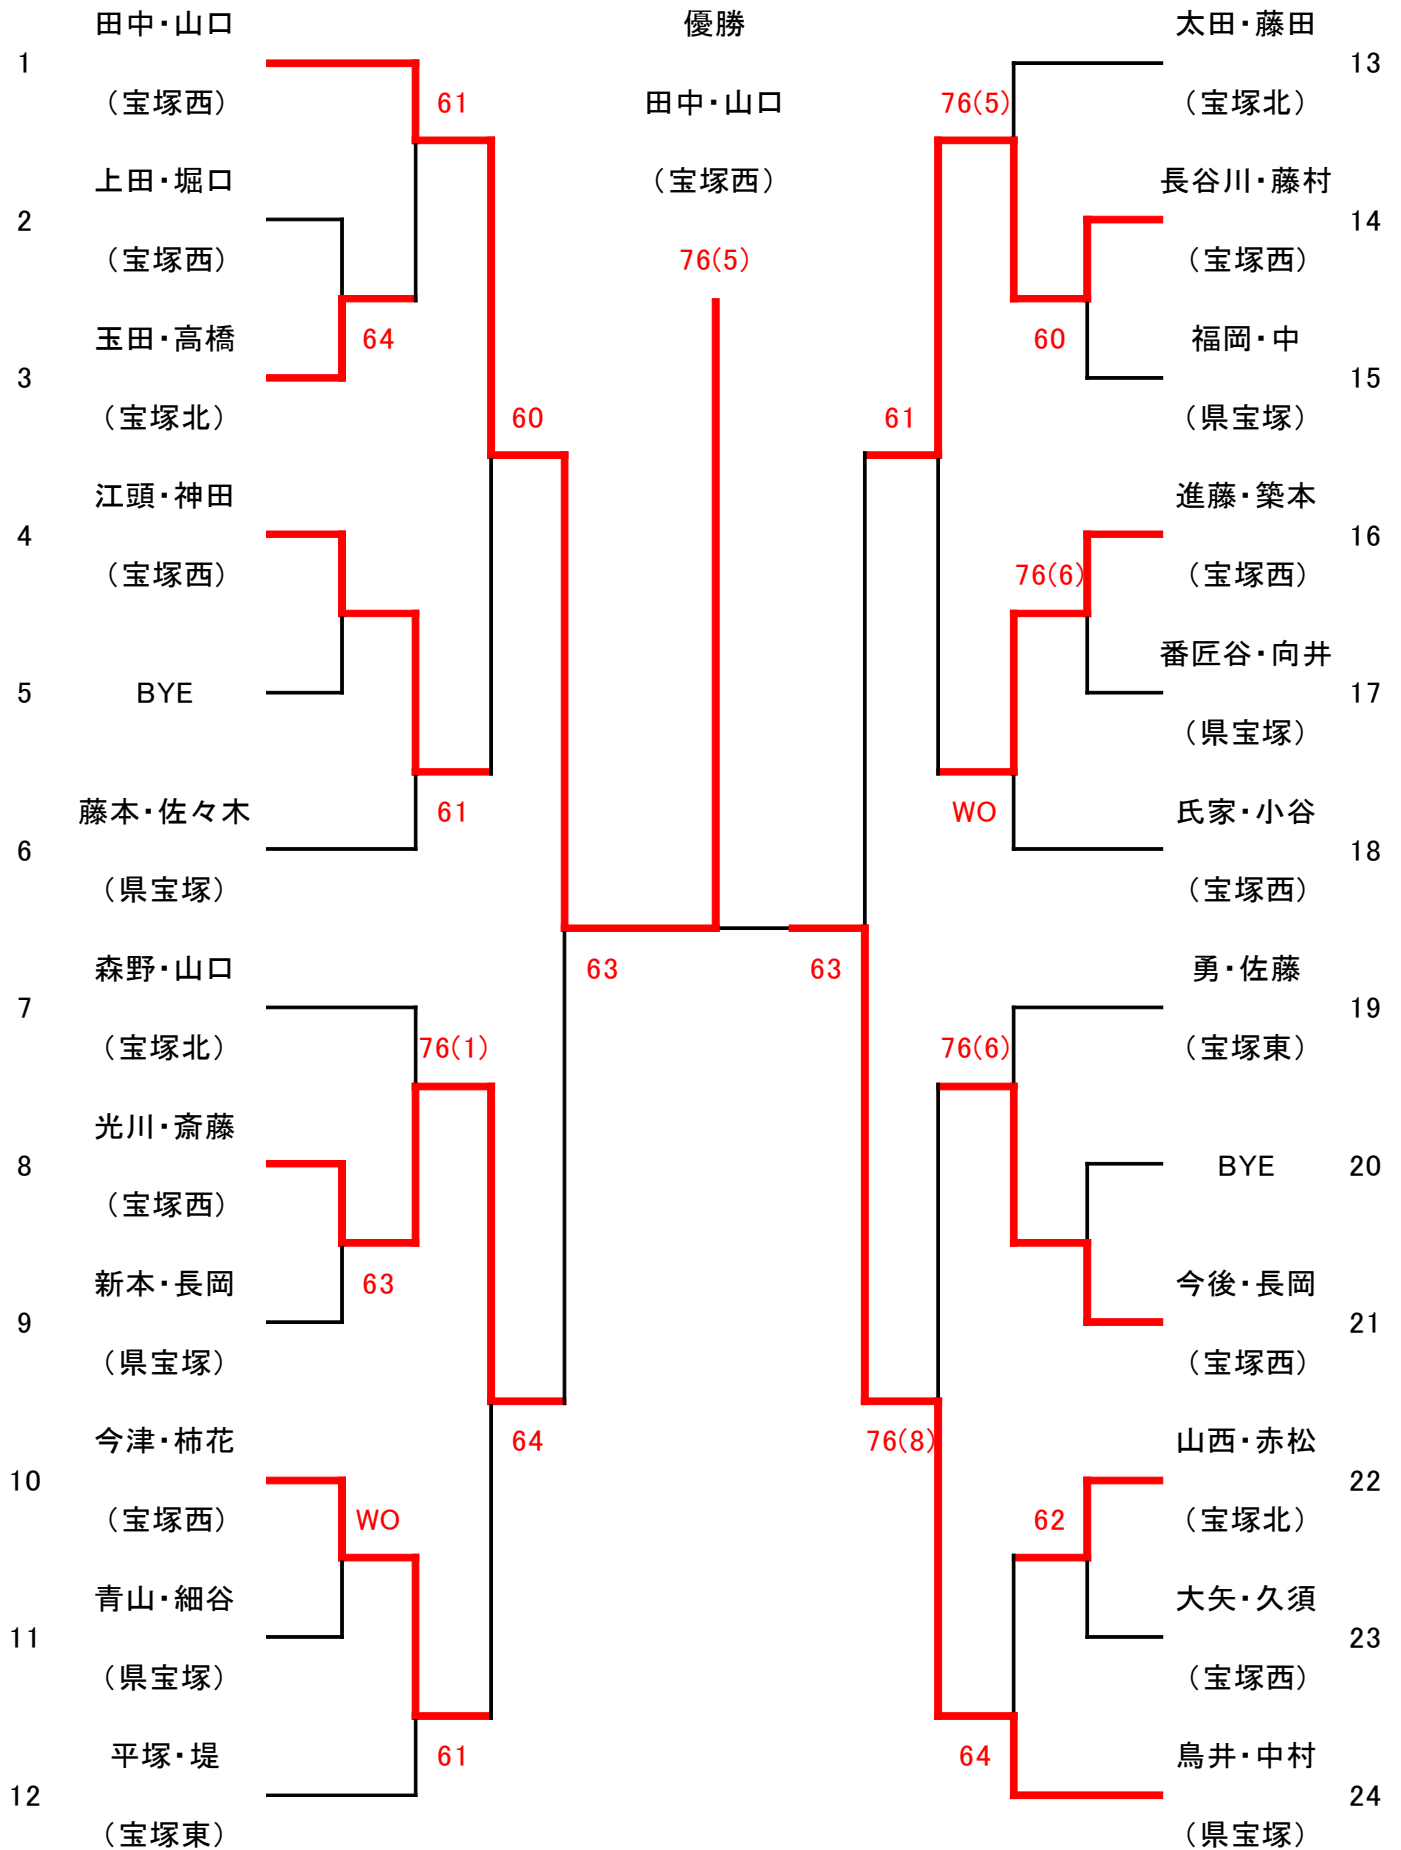 田中・山口
1
（宝塚西）
61
上田・堀口
2
（宝塚西）
玉田・高橋
64
3
（宝塚北）
60
江頭・神田
4
（宝塚西）
5
BYE
藤本・佐々木
61
6
（県宝塚）
63
森野・山口
7
（宝塚北）
76(1)
光川・斎藤
8
（宝塚西）
新本・長岡
63
9
（県宝塚）
今津・柿花
64
10
（宝塚西）
WO
青山・細谷
11
（県宝塚）
平塚・堤
61
12
（宝塚東）
優勝
田中・山口
（宝塚西）
76(5)
太田・藤田
13
76(5)
（宝塚北）
長谷川・藤村
14
（宝塚西）
60
福岡・中
15
61
（県宝塚）
進藤・築本
16
76(6)
（宝塚西）
番匠谷・向井
17
（県宝塚）
WO
氏家・小谷
18
（宝塚西）
63
勇・佐藤
19
76(6)
（宝塚東）
BYE
20
今後・長岡
21
（宝塚西）
76(8)
山西・赤松
22
62
（宝塚北）
大矢・久須
23
（宝塚西）
64
鳥井・中村
24
（県宝塚）